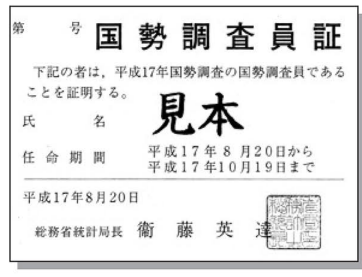 第　号 国勢調査員証
下記の者は，平成17年国勢調査の国勢調査員である
ことを証明する。
氏　名 見本
任命期間 平成17年8月20日から
平成17年10月19日まで
平成17年8月20日
総務省統計局長 衞藤英達